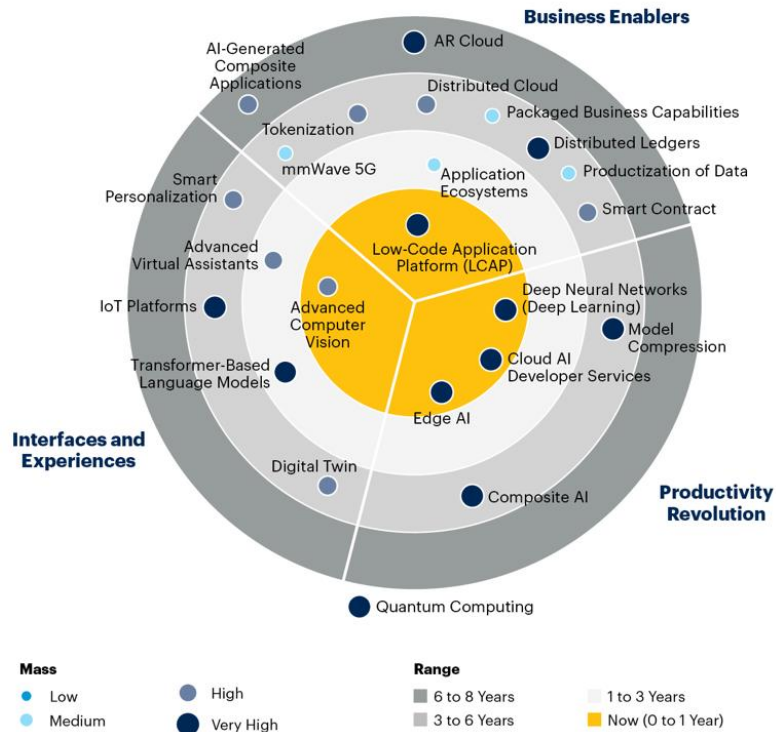 Business Enablers
AR Cloud
AI-Generated
Composite
Applications
Distributed Cloud
Packaged Business Capabilities
Tokenization
Distributed Ledgers
mmWave 5G
Application
Ecosystems
Productization of Data
Smart
Personalization
Smart Contract
Low-Code Application
Platform (LCAP)
Advanced
Virtual Assistants
Deep Neural Networks
(Deep Learning)
IoT Platforms
Advanced
Computer
Vision
Model
Compression
Transformer-Based
Language Models
Cloud AI
Developer Services
Edge AI
Interfaces and
Experiences
Digital Twin
Composite AI
Productivity
Revolution
Quantum Computing
Mass
Low
Medium
High
Very High
Range
6 to 8 Years
3 to 6 Years
1 to 3 Years
Now (0 to 1 Year)